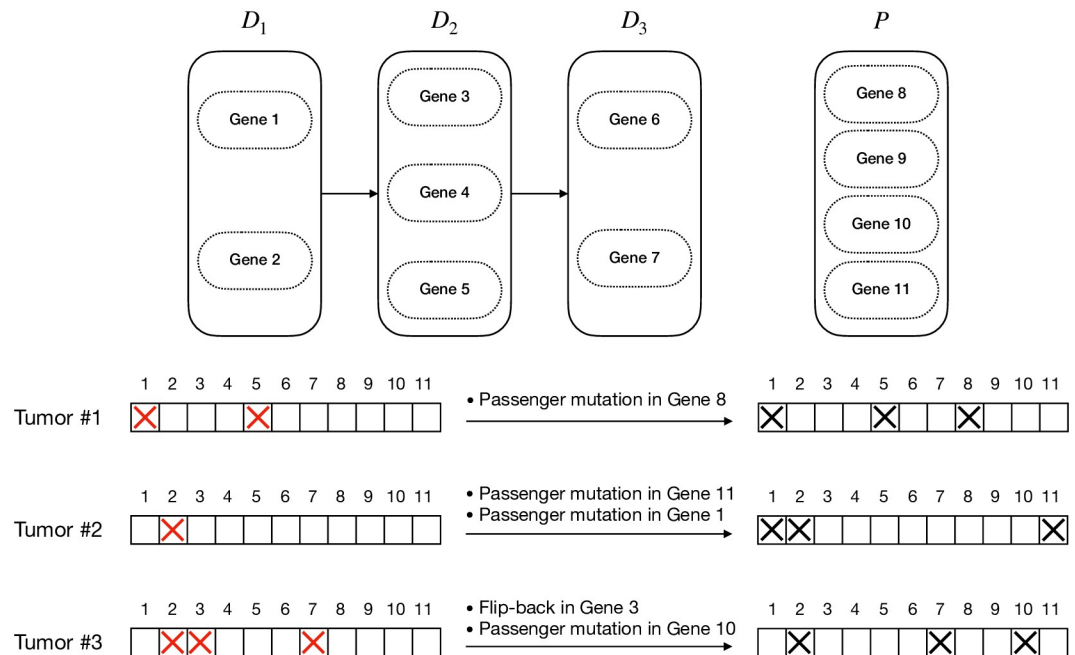 D1 D2 D3 P
Gene 1
Gene 2
Gene 3
Gene 4
Gene 5
Gene 6
Gene 7
Gene 8
Gene 9
Gene 10
Gene 11
1 2 3 4 5 6 7 8 9 10 11
Tumor #1
• Passenger mutation in Gene 8
1 2 3 4 5 6 7 8 9 10 11
1 2 3 4 5 6 7 8 9 10 11
Tumor #2
• Passenger mutation in Gene 11
• Passenger mutation in Gene 1
1 2 3 4 5 6 7 8 9 10 11
1 2 3 4 5 6 7 8 9 10 11
Tumor #3
• Flip-back in Gene 3
• Passenger mutation in Gene 10
1 2 3 4 5 6 7 8 9 10 11